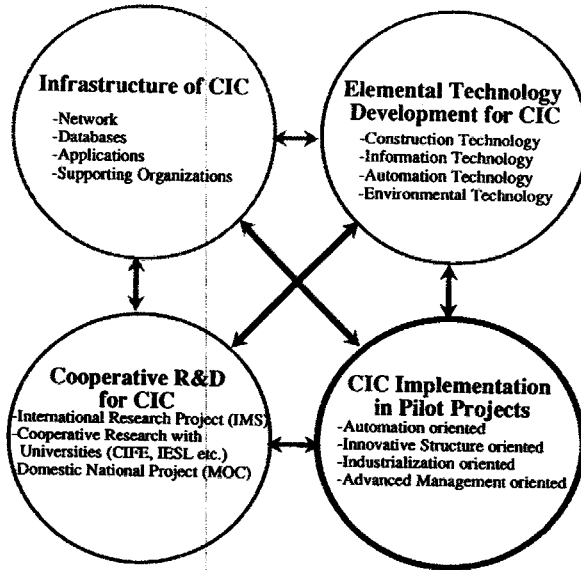 Infrastructure of CIC
-Network
-Databases
-Applications
-Supporting Organizations
Elemental Technology
Development for CIC
-Construction Technology
-Information Technology
-Automation Technology
-Environmental Technology
Cooperative R&D
for CIC
-International Research Project (IMS)
-Cooperative Research with
Universities (CIFE, IESL etc.)
-Domestic National Project (MOC)
CIC Implementation
in Pilot Projects
-Automation oriented
-Innovative Structure oriented
-Industrialization oriented
-Advanced Management oriented